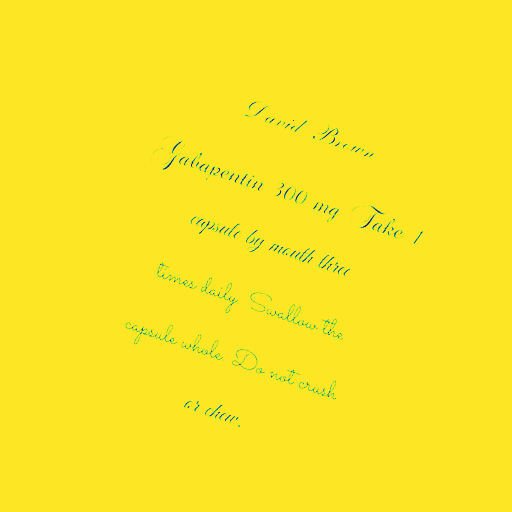 David Brown
Gabapentin 300 mg Take 1
capsule by mouth three
times daily Swallow the
capsule whole Do not crush
or chew.